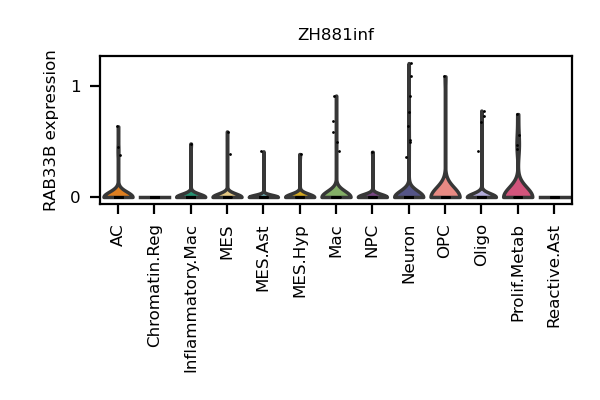 ZH881inf
RAB33B expression
1
0
AC
Chromatin.Reg
Inflammatory.Mac
MES
MES.Ast
MES.Hyp
Mac
NPC
Neuron
OPC
Oligo
Prolif.Metab
Reactive.Ast